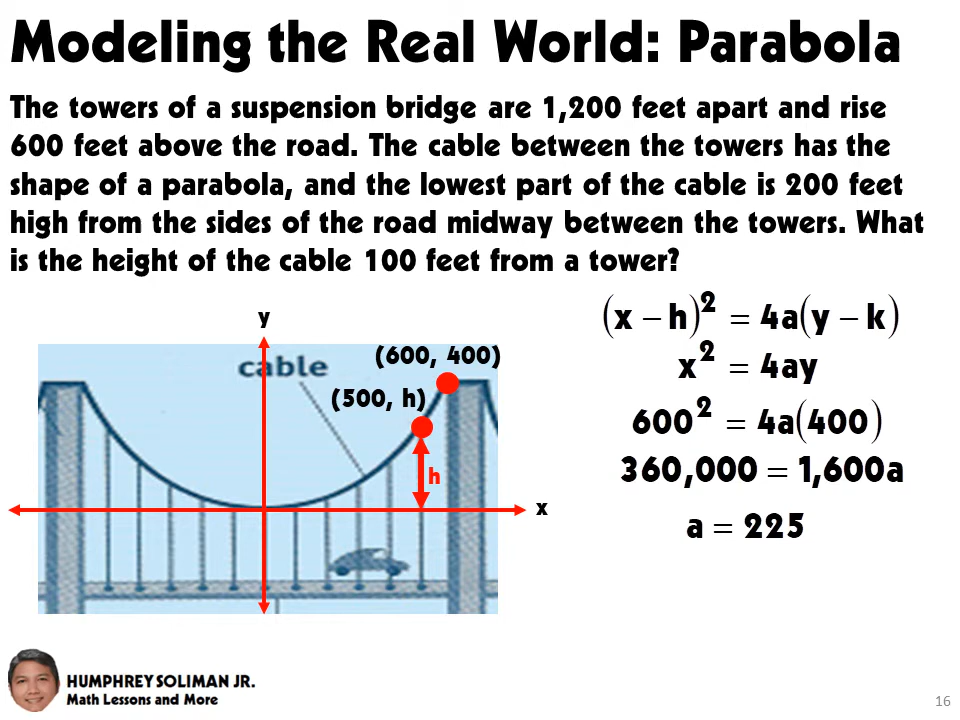 Modeling the Real World: Parabola
The towers of a suspension bridge are 1,200 feet apart and rise
600 feet above the road. The cable between the towers has the
shape of a parabola, and the lowest part of the cable is 200 feet
high from the sides of the road midway between the towers. What
is the height of the cable 100 feet from a tower?
y
(600, 400)
cable
(500, h)
h
x
(x − h)² = 4a(y − k)
x² = 4ay
600² = 4a(400)
360,000 = 1,600a
a = 225
HUMPHREY SOLIMAN JR.
Math Lessons and More
16